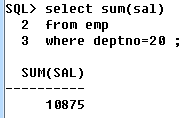 SQL> select sum(sal)
2 from emp
3 where deptno=20 ;
SUM(SAL)
----------
10875